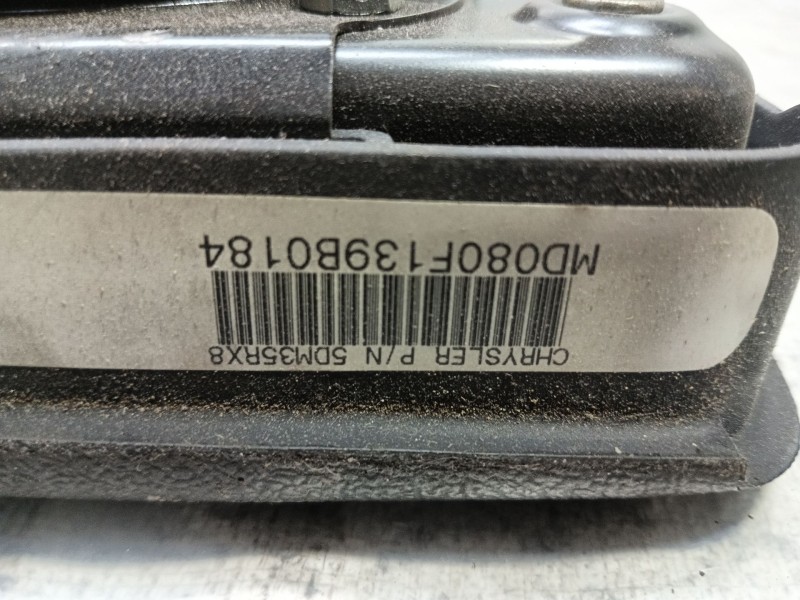 CHRYSLER P/N 5DM35RX8
MD080F139B0184